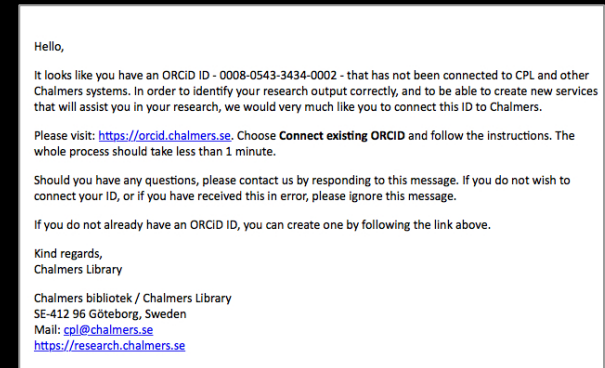 Hello,
It looks like you have an ORCiD ID - 0008-0543-3434-0002 - that has not been connected to CPL and other
Chalmers systems. In order to identify your research output correctly, and to be able to create new services
that will assist you in your research, we would very much like you to connect this ID to Chalmers.
Please visit: https://orcid.chalmers.se. Choose Connect existing ORCID and follow the instructions. The
whole process should take less than 1 minute.
Should you have any questions, please contact us by responding to this message. If you do not wish to
connect your ID, or if you have received this in error, please ignore this message.
If you do not already have an ORCiD ID, you can create one by following the link above.
Kind regards,
Chalmers Library
Chalmers bibliotek / Chalmers Library
SE-412 96 Göteborg, Sweden
Mail: cpl@chalmers.se
https://research.chalmers.se